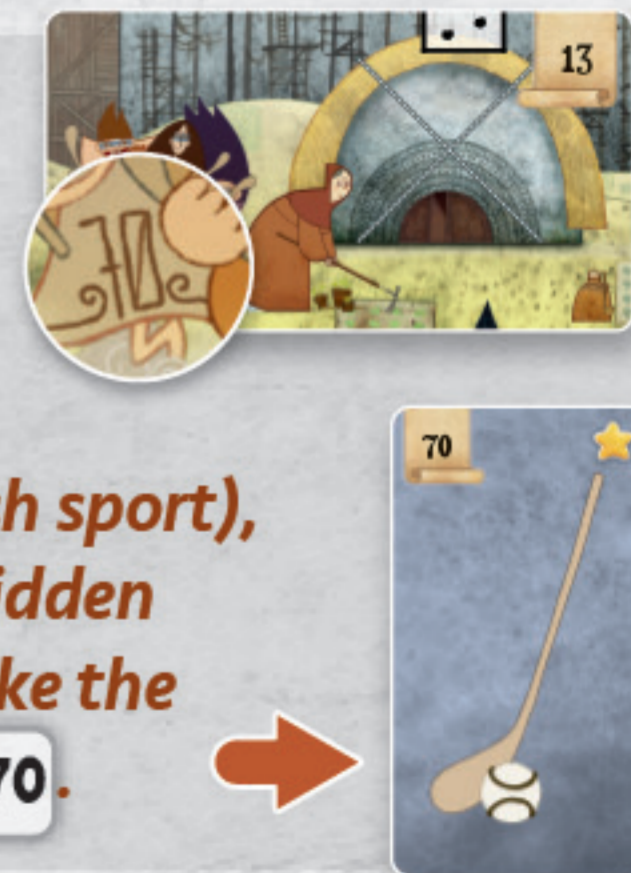 13
70
70
h sport),
idden
ke the
70.